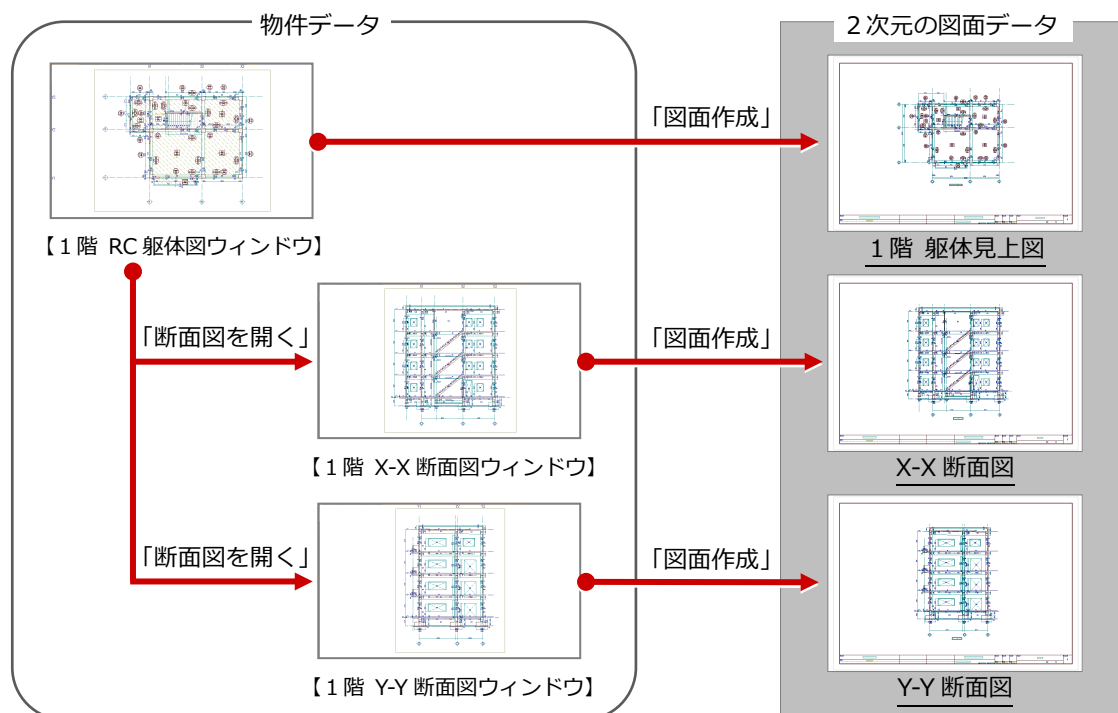 物件データ
２次元の図面データ
「図面作成」
【１階 RC 躯体図ウィンドウ】
１階 躯体見上図
「断面図を開く」
「図面作成」
【１階 X-X 断面図ウィンドウ】
X-X 断面図
「断面図を開く」
「図面作成」
【１階 Y-Y 断面図ウィンドウ】
Y-Y 断面図